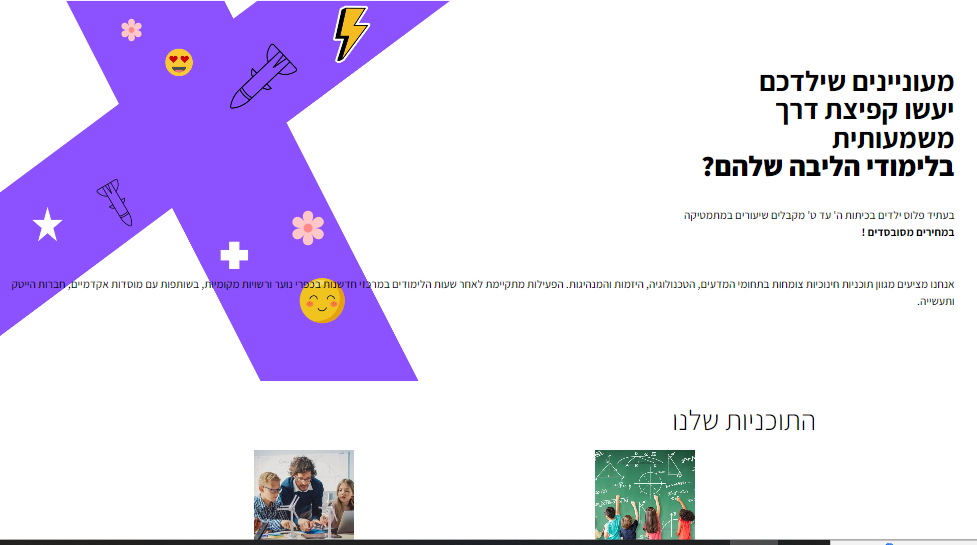 מעוניינים שילדכם
יעשו קפיצת דרך
משמעותית
בלימודי הליבה שלהם?
בעתיד פלוס ילדים בכיתות ה' עד ט' מקבלים שיעורים במתמטיקה
במחירים מסובסדים !
אנחנו מציעים מגוון תוכניות חינוכיות צומחות בתחומי המדעים, הטכנולוגיה, היזמות והמנהיגות. הפעילות מתקיימת לאחר שעות הלימודים במרכזי חדשנות בכפרי נוער ורשויות מקומיות, בשותפות עם מוסדות אקדמיים, חברות הייטק
ותעשייה.
התוכניות שלנו